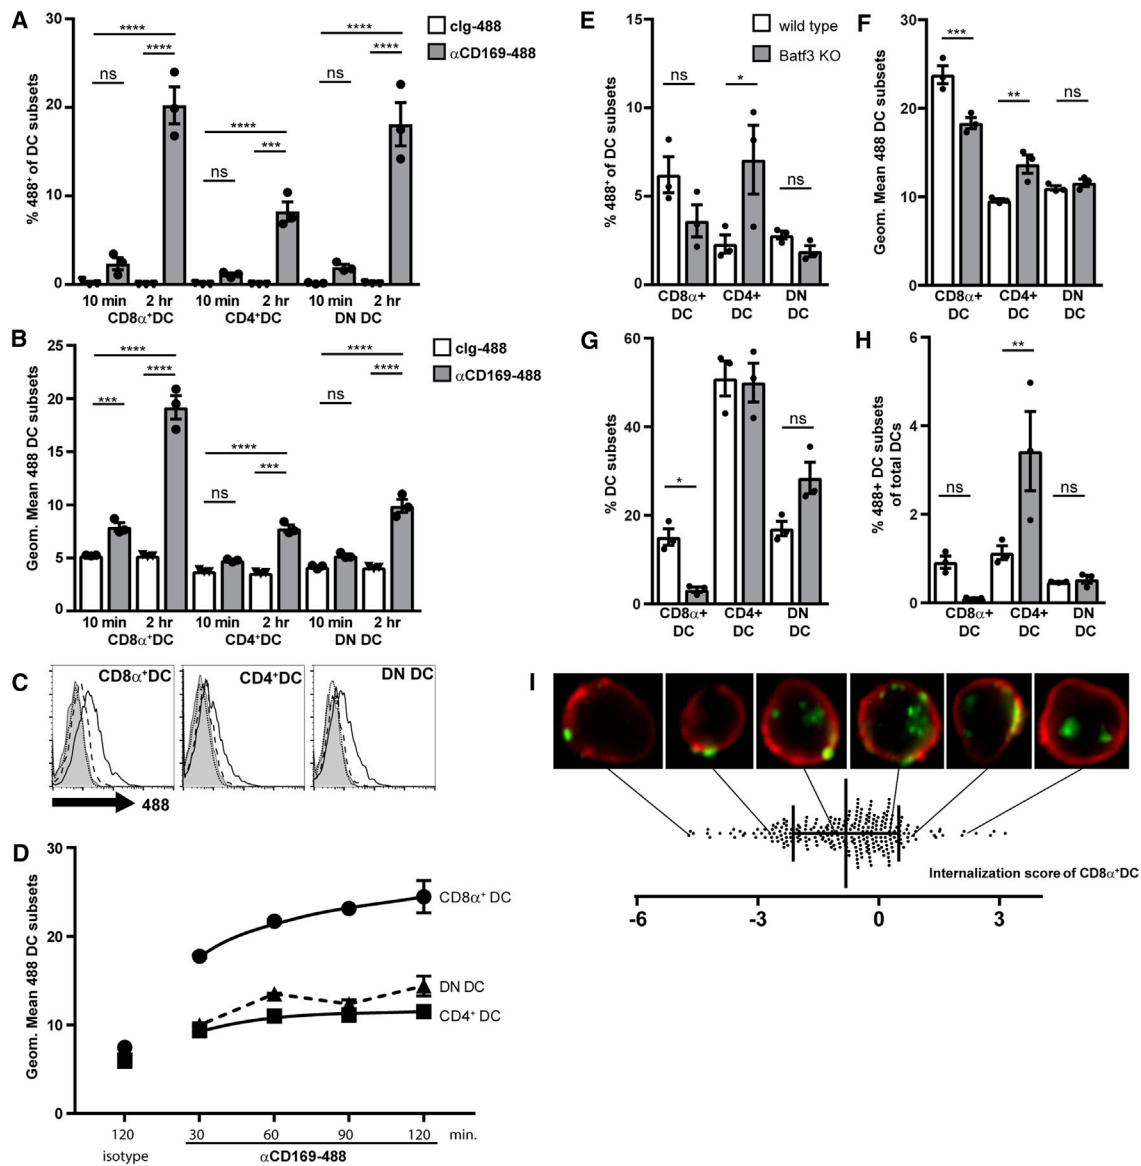 A
% 488⁺ of DC subsets
30
20
10
0
**** ****
**** ****
ns ns
****
***
ns
cIg-488
αCD169-488
10 min 2 hr 10 min 2 hr 10 min 2 hr
CD8α⁺DC CD4⁺DC DN DC
B
Geom. Mean 488 DC subsets
25
20
15
10
5
0
**** ****
**** ****
*** ns
****
***
ns
cIg-488
αCD169-488
10 min 2 hr 10 min 2 hr 10 min 2 hr
CD8α⁺DC CD4⁺DC DN DC
C
CD8α⁺DC CD4⁺DC DN DC
488
D
Geom. Mean 488 DC subsets
30
20
10
0
CD8α⁺ DC
DN DC
CD4⁺ DC
120 30 60 90 120 min.
isotype αCD169-488
E
% 488⁺ of DC subsets
15
10
5
0
ns * ns
wild type
Batf3 KO
CD8α+ CD4+ DN
DC DC DC
F
Geom. Mean 488 DC subsets
30
20
10
0
*** ** ns
CD8α+ CD4+ DN
DC DC DC
G
% DC subsets
60
40
20
0
* ns
CD8α+ CD4+ DN
DC DC DC
H
% 488+ DC subsets
of total DCs
6
4
2
0
ns ** ns
CD8α+ CD4+ DN
DC DC DC
I
Internalization score of CD8α⁺DC
-6 -3 0 3